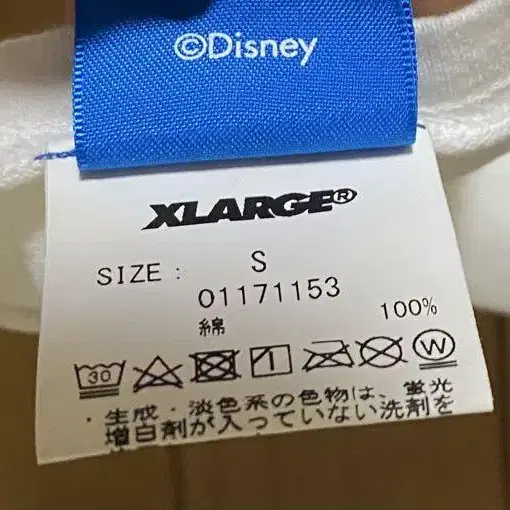 ©Disney
XLARGE®
SIZE : S
01171153
綿 100%
30
W
・生成・淡色系の色物は、蛍光
増白剤が入っていない洗剤を